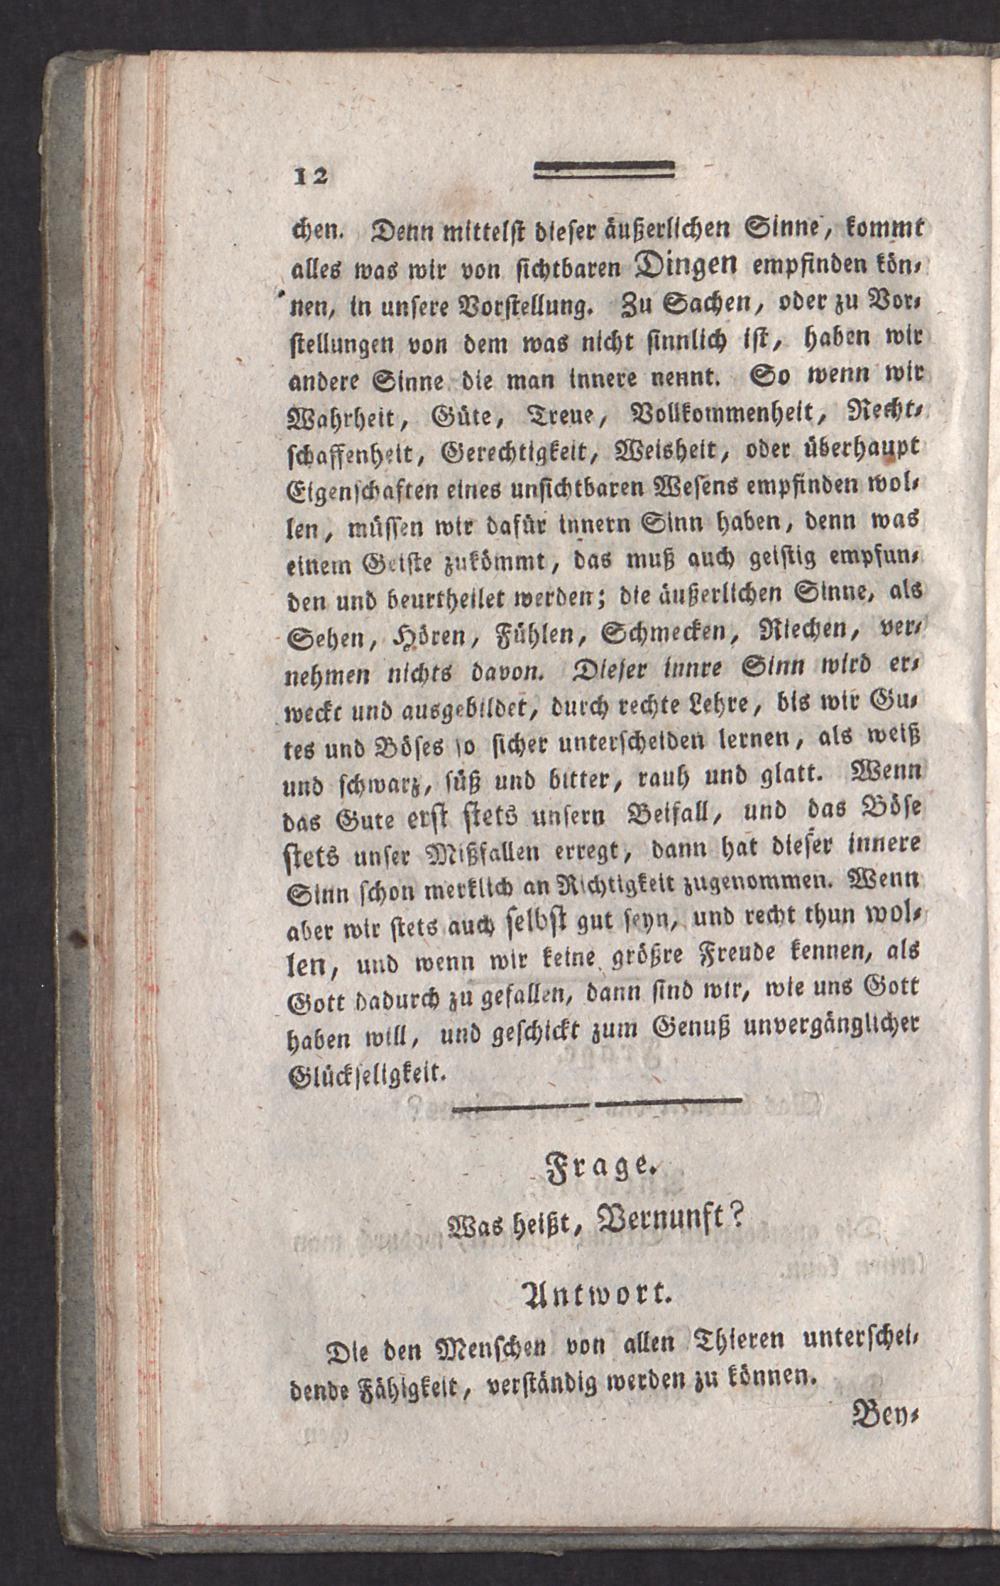 12
chen. Denn mittelst dieser äußerlichen Sinne, kommt
alles was wir von sichtbaren Dingen empfinden kön⸗
nen, in unsere Vorstellung. Zu Sachen, oder zu Vor⸗
stellungen von dem was nicht sinnlich ist, haben wir
andere Sinne die man innere nennt. So wenn wir
Wahrheit, Güte, Treue, Vollkommenheit, Recht⸗
schaffenheit, Gerechtigkeit, Weisheit, oder überhaupt
Eigenschaften eines unsichtbaren Wesens empfinden wol⸗
len, müssen wir dafür innern Sinn haben, denn was
einem Geiste zukömmt, das muß auch geistig empfun⸗
den und beurtheilet werden; die äußerlichen Sinne, als
Sehen, Hören, Fühlen, Schmecken, Riechen, ver⸗
nehmen nichts davon. Dieser innre Sinn wird er⸗
weckt und ausgebildet, durch rechte Lehre, bis wir Gu⸗
tes und Böses so sicher unterscheiden lernen, als weiß
und schwarz, süß und bitter, rauh und glatt. Wenn
das Gute erst stets unsern Beifall, und das Böse
stets unser Mißfallen erregt, dann hat dieser innere
Sinn schon merklich an Richtigkeit zugenommen. Wenn
aber wir stets auch selbst gut seyn, und recht thun wol⸗
len, und wenn wir keine größre Freude kennen, als
Gott dadurch zu gefallen, dann sind wir, wie uns Gott
haben will, und geschickt zum Genuß unvergänglicher
Glückseligkeit.
Frage.
Was heißt, Vernunft?
Antwort.
Die den Menschen von allen Thieren unterschei⸗
dende Fähigkeit, verständig werden zu können.
Bey⸗